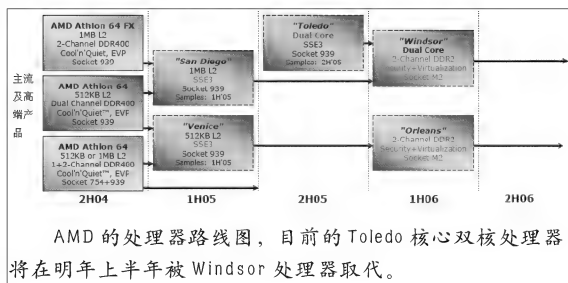 主流
及高
端产
品
AMD Athlon 64 FX
1MB L2
2-Channel DDR400
Cool'n'Quiet, EVP
Socket 939
AMD Athlon 64
512KB L2
Dual Channel DDR400
Cool'n'Quiet™, EVP
Socket 939
AMD Athlon 64
512KB or 1MB L2
1+2-Channel DDR400
Cool'n'Quiet™, EVP
Socket 754+939
"San Diego"
1MB L2
SSE3
Socket 939
Samples: 1H'05
"Venice"
512KB L2
SSE3
Socket 939
Samples: 1H'05
"Toledo"
Dual Core
SSE3
Socket 939
Samples: 2H'05
"Windsor"
Dual Core
2-Channel DDR2
Security+Virtualization
Socket M2
"Orleans"
2-Channel DDR2
Security+Virtualization
Socket M2
2H04
1H05
2H05
1H06
2H06
AMD 的处理器路线图，目前的 Toledo 核心双核处理器
将在明年上半年被 Windsor 处理器取代。